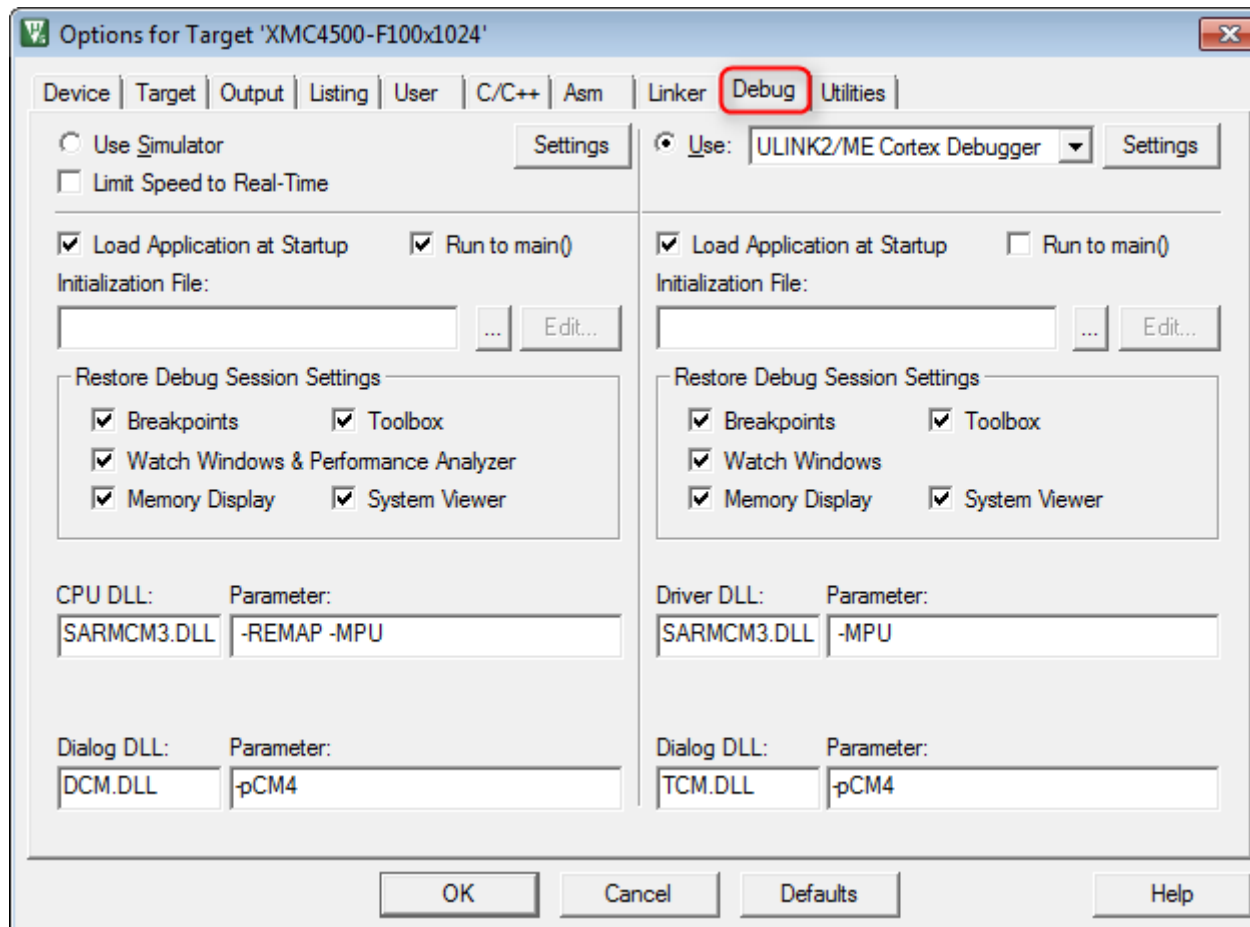 Options for Target 'XMC4500-F100x1024'
Device Target Output Listing User C/C++ Asm Linker Debug Utilities
Use Simulator Settings Use: ULINK2/ME Cortex Debugger Settings
Limit Speed to Real-Time
Load Application at Startup Run to main() Load Application at Startup Run to main()
Initialization File: Initialization File:
... Edit... ... Edit...
Restore Debug Session Settings Restore Debug Session Settings
Breakpoints Toolbox Breakpoints Toolbox
Watch Windows & Performance Analyzer Watch Windows
Memory Display System Viewer Memory Display System Viewer
CPU DLL: Parameter: Driver DLL: Parameter:
SARMCM3.DLL -REMAP -MPU SARMCM3.DLL -MPU
Dialog DLL: Parameter: Dialog DLL: Parameter:
DCM.DLL -pCM4 TCM.DLL -pCM4
OK Cancel Defaults Help